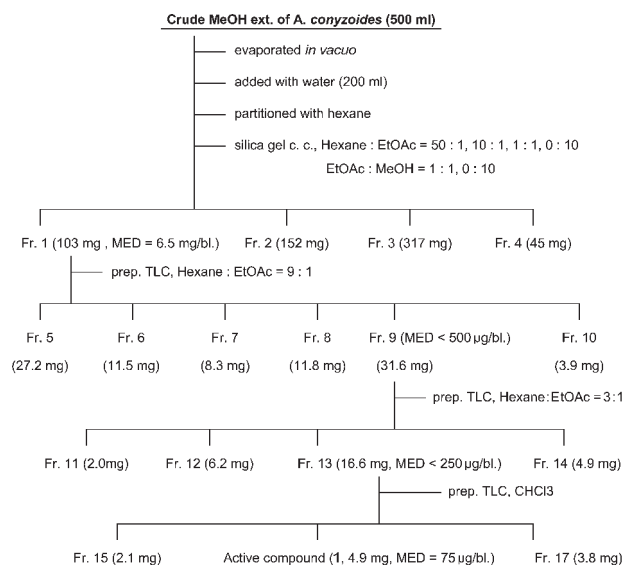 Crude MeOH ext. of A. conyzoides (500 ml)
evaporated in vacuo
added with water (200 ml)
partitioned with hexane
silica gel c. c., Hexane : EtOAc = 50 : 1, 10 : 1, 1 : 1, 0 : 10
EtOAc : MeOH = 1 : 1, 0 : 10
Fr. 1 (103 mg , MED = 6.5 mg/bl.) Fr. 2 (152 mg) Fr. 3 (317 mg) Fr. 4 (45 mg)
prep. TLC, Hexane : EtOAc = 9 : 1
Fr. 5 Fr. 6 Fr. 7 Fr. 8 Fr. 9 (MED < 500 µg/bl.) Fr. 10
(27.2 mg) (11.5 mg) (8.3 mg) (11.8 mg) (31.6 mg) (3.9 mg)
prep. TLC, Hexane:EtOAc = 3:1
Fr. 11 (2.0mg) Fr. 12 (6.2 mg) Fr. 13 (16.6 mg, MED < 250 µg/bl.) Fr. 14 (4.9 mg)
prep. TLC, CHCl3
Fr. 15 (2.1 mg) Active compound (1, 4.9 mg, MED = 75 µg/bl.) Fr. 17 (3.8 mg)